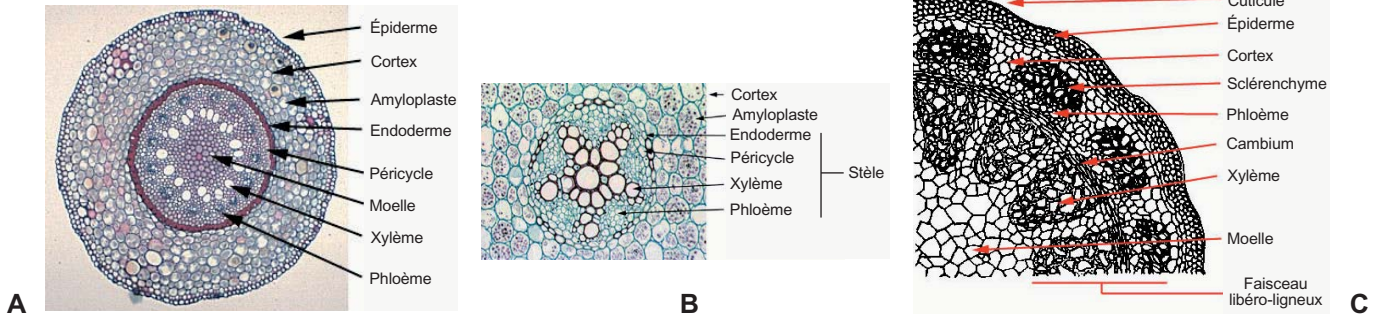 Épiderme
Cortex
Amyloplaste
Endoderme
Péricycle
Moelle
Xylème
Phloème
A
Cortex
Amyloplaste
Endoderme
Péricycle
Xylème
Phloème
Stèle
B
Cuticule
Épiderme
Cortex
Sclérenchyme
Phloème
Cambium
Xylème
Moelle
Faisceau
libéro-ligneux
C